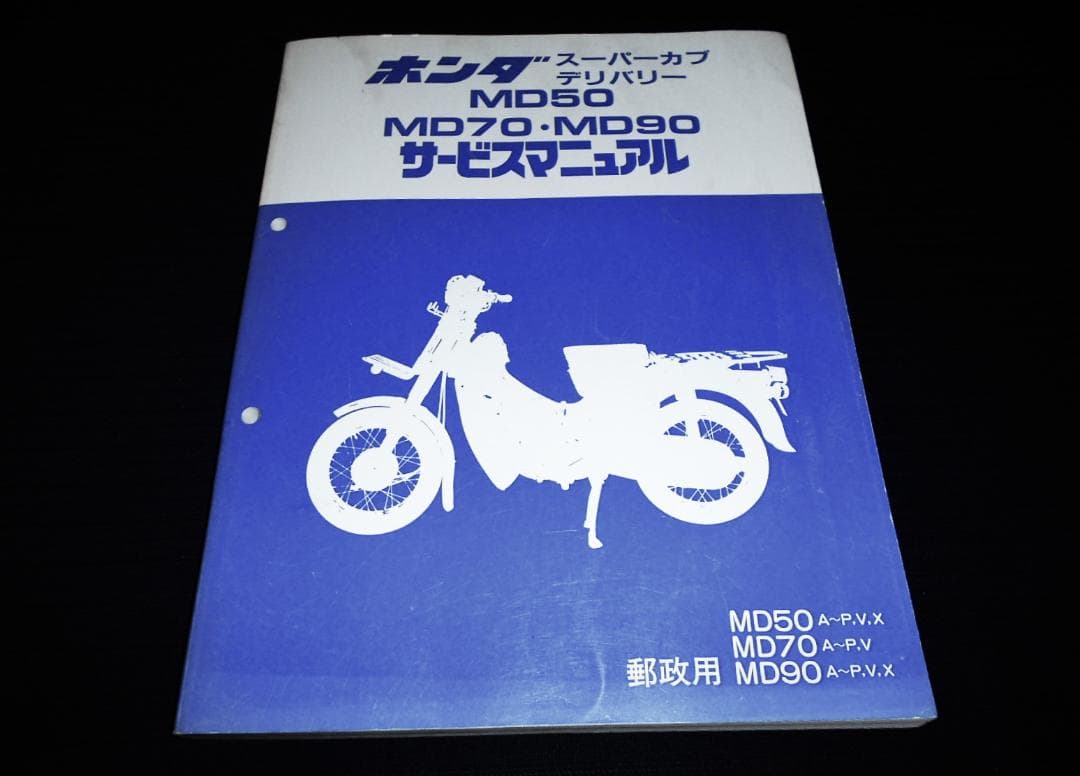 ホンダ スーパーカブ
デリバリー
MD50
MD70・MD90
サービスマニュアル
MD50 A～P,V,X
MD70 A～P,V
郵政用 MD90 A～P,V,X